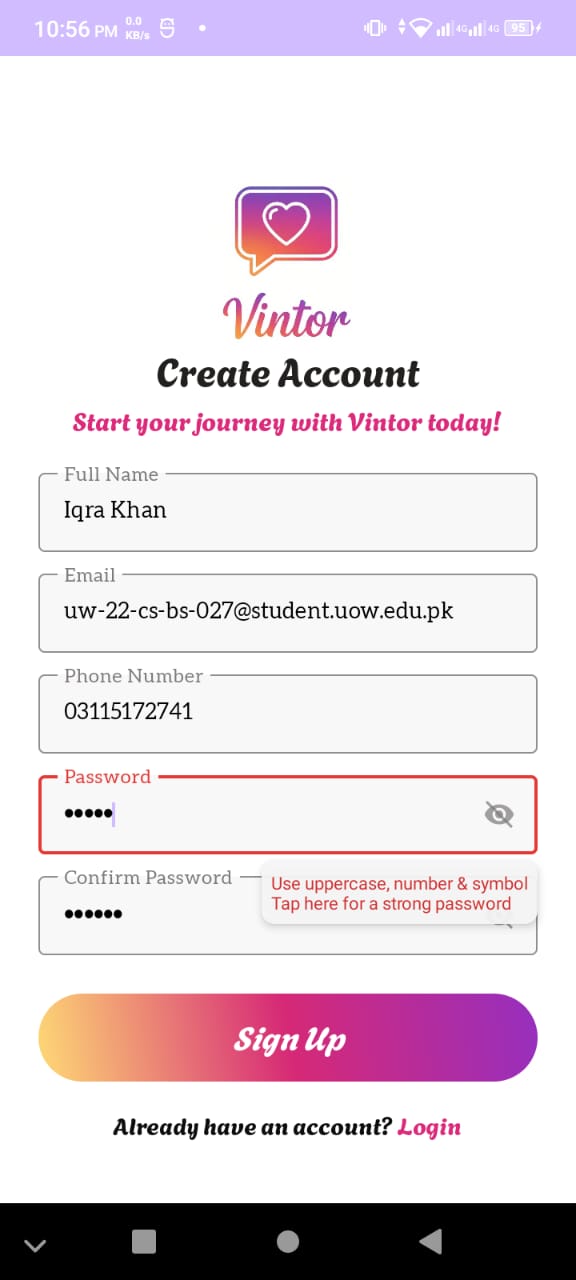 10:56 PM 0.0 KB/s 4G 4G 95
Vintor
Create Account
Start your journey with Vintor today!
Full Name
Iqra Khan
Email
uw-22-cs-bs-027@student.uow.edu.pk
Phone Number
03115172741
Password
•••••
Confirm Password
••••••
Use uppercase, number & symbol
Tap here for a strong password
Sign Up
Already have an account? Login